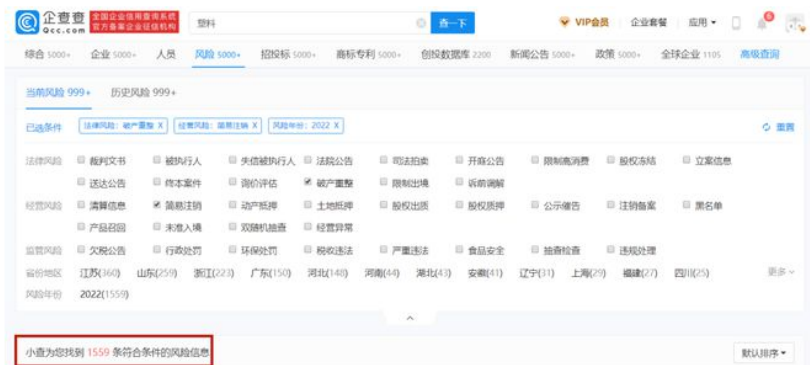 企查查 全国企业信用查询系统 塑料 查一下 VIP会员 企业套餐 应用
Qcc.com 官方备案企业征信机构
综合 5000+ 企业 5000+ 人员 风险 5000+ 招投标 5000+ 商标专利 5000+ 创投数据库 2200 新闻公告 5000+ 政策 5000+ 全球企业 1105 高级查询
当前风险 999+ 历史风险 999+
已选条件 法律风险：破产重整 X 经营风险：简易注销 X 风险年份：2022 X 重置
法律风险 裁判文书 被执行人 失信被执行人 法院公告 司法拍卖 开庭公告 限制高消费 股权冻结 立案信息
送达公告 终本案件 询价评估 破产重整 限制出境 诉前调解
经营风险 清算信息 简易注销 动产抵押 土地抵押 股权出质 股权质押 公示催告 注销备案 黑名单
产品召回 未准入境 双随机抽查 经营异常
监管风险 欠税公告 行政处罚 环保处罚 税收违法 严重违法 食品安全 抽查检查 违规处理
省份地区 江苏(360) 山东(259) 浙江(223) 广东(150) 河北(148) 河南(44) 湖北(43) 安徽(41) 辽宁(31) 上海(29) 福建(27) 四川(25) 更多
风险年份 2022(1559)
小查为您找到 1559 条符合条件的风险信息 默认排序